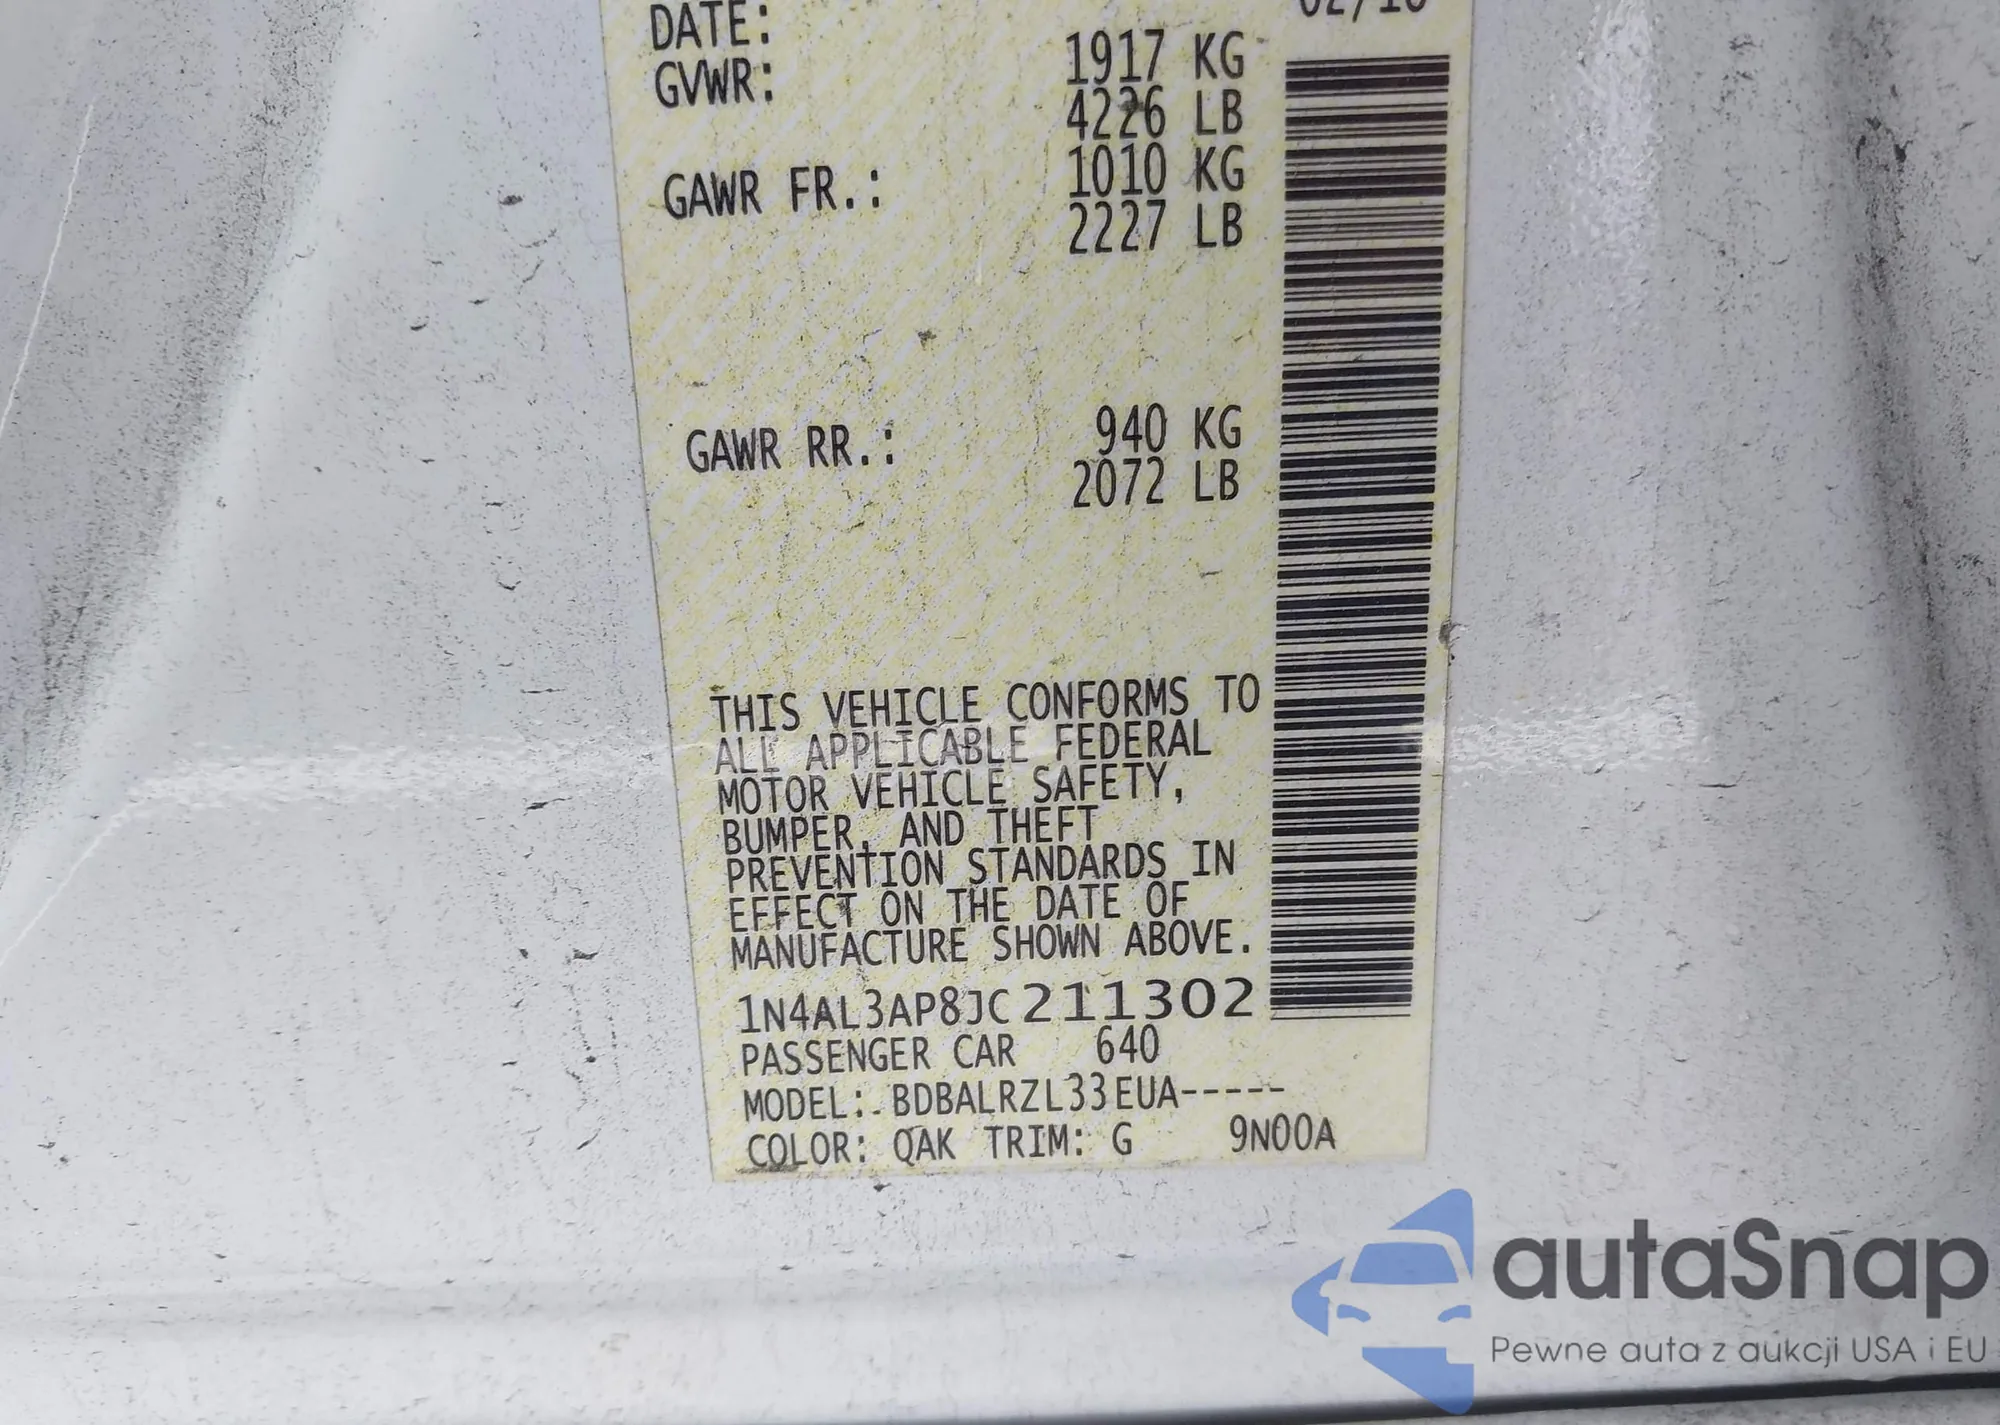 DATE:
GVWR: 1917 KG
4226 LB
GAWR FR.: 1010 KG
2227 LB
GAWR RR.: 940 KG
2072 LB
THIS VEHICLE CONFORMS TO
ALL APPLICABLE FEDERAL
MOTOR VEHICLE SAFETY,
BUMPER, AND THEFT
PREVENTION STANDARDS IN
EFFECT ON THE DATE OF
MANUFACTURE SHOWN ABOVE.
1N4AL3AP8JC211302
PASSENGER CAR 640
MODEL: BDBALRZL33EUA-----
COLOR: QAK TRIM: G 9N00A
autaSnap
Pewne auta z aukcji USA i EU